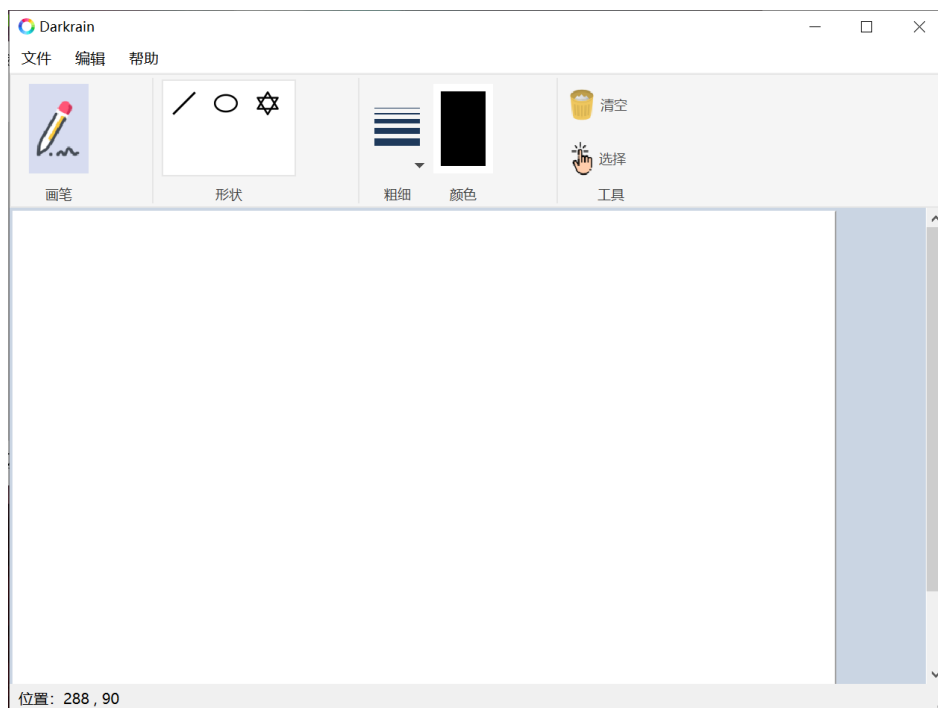 Darkrain
文件 编辑 帮助
清空
选择
画笔 形状 粗细 颜色 工具
位置：288 , 90